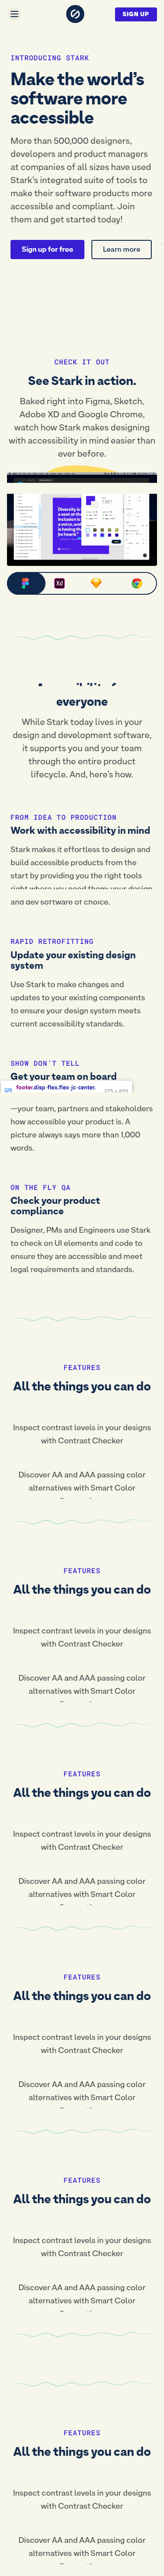 SIGN UP
INTRODUCING STARK
Make the world's
software more
accessible
More than 500,000 designers,
developers and product managers
at companies of all sizes have used
Stark's integrated suite of tools to
make their software products more
accessible and compliant. Join
them and get started today!
Sign up for free
Learn more
CHECK IT OUT
See Stark in action.
Baked right into Figma, Sketch,
Adobe XD and Google Chrome,
watch how Stark makes designing
with accessibility in mind easier than
ever before.
Xd
everyone
While Stark today lives in your
design and development software,
it supports you and your team
through the entire product
lifecycle. And, here's how.
FROM IDEA TO PRODUCTION
Work with accessibility in mind
Stark makes it effortless to design and
build accessible products from the
start by providing you the right tools
right when you need them: your design
and dev software of choice.
RAPID RETROFITTING
Update your existing design
system
Use Stark to make changes and
updates to your existing components
to ensure your design system meets
current accessibility standards.
SHOW DON'T TELL
Get your team on board
footer.disp-flex.flex-jc-center.
375 × 855
—your team, partners and stakeholders
how accessible your product is. A
picture always says more than 1,000
words.
ON THE FLY QA
Check your product
compliance
Designer, PMs and Engineers use Stark
to check on UI elements and code to
ensure they are accessible and meet
legal requirements and standards.
FEATURES
All the things you can do
Inspect contrast levels in your designs
with Contrast Checker
Discover AA and AAA passing color
alternatives with Smart Color
FEATURES
All the things you can do
Inspect contrast levels in your designs
with Contrast Checker
Discover AA and AAA passing color
alternatives with Smart Color
FEATURES
All the things you can do
Inspect contrast levels in your designs
with Contrast Checker
Discover AA and AAA passing color
alternatives with Smart Color
FEATURES
All the things you can do
Inspect contrast levels in your designs
with Contrast Checker
Discover AA and AAA passing color
alternatives with Smart Color
FEATURES
All the things you can do
Inspect contrast levels in your designs
with Contrast Checker
Discover AA and AAA passing color
alternatives with Smart Color
FEATURES
All the things you can do
Inspect contrast levels in your designs
with Contrast Checker
Discover AA and AAA passing color
alternatives with Smart Color